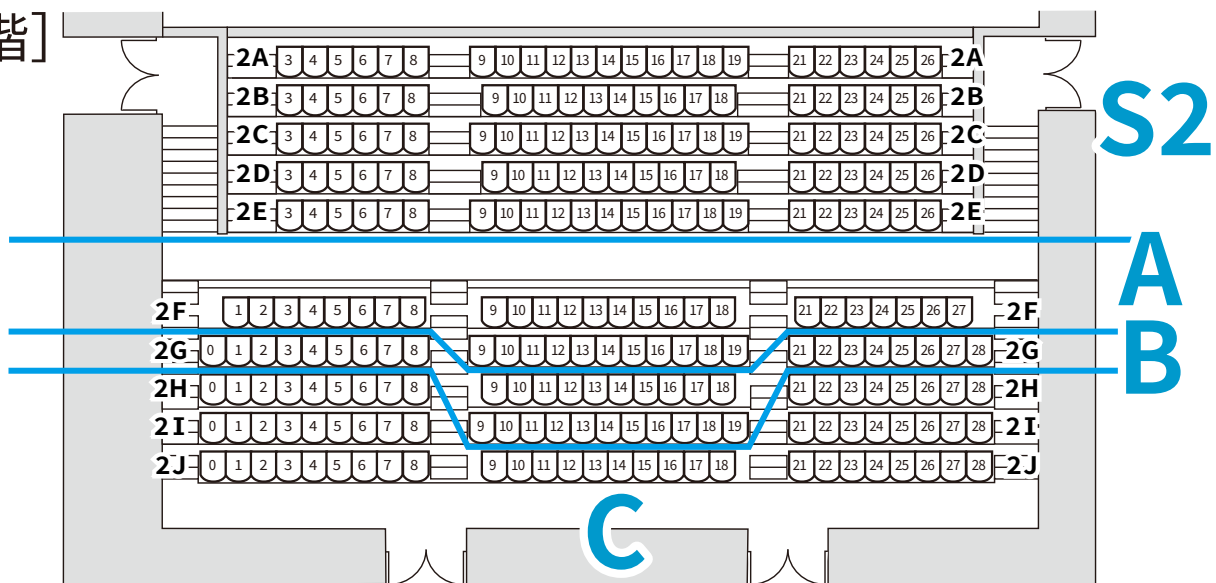 階]
2A 3 4 5 6 7 8 9 10 11 12 13 14 15 16 17 18 19 21 22 23 24 25 26 2A
2B 3 4 5 6 7 8 9 10 11 12 13 14 15 16 17 18 21 22 23 24 25 26 2B
S2
2C 3 4 5 6 7 8 9 10 11 12 13 14 15 16 17 18 19 21 22 23 24 25 26 2C
2D 3 4 5 6 7 8 9 10 11 12 13 14 15 16 17 18 21 22 23 24 25 26 2D
2E 3 4 5 6 7 8 9 10 11 12 13 14 15 16 17 18 19 21 22 23 24 25 26 2E
A
2F 1 2 3 4 5 6 7 8 9 10 11 12 13 14 15 16 17 18 21 22 23 24 25 26 27 2F
2G 0 1 2 3 4 5 6 7 8 9 10 11 12 13 14 15 16 17 18 19 21 22 23 24 25 26 27 28 2G
B
2H 0 1 2 3 4 5 6 7 8 9 10 11 12 13 14 15 16 17 18 21 22 23 24 25 26 27 28 2H
2I 0 1 2 3 4 5 6 7 8 9 10 11 12 13 14 15 16 17 18 19 21 22 23 24 25 26 27 28 2I
2J 0 1 2 3 4 5 6 7 8 9 10 11 12 13 14 15 16 17 18 21 22 23 24 25 26 27 28 2J
C